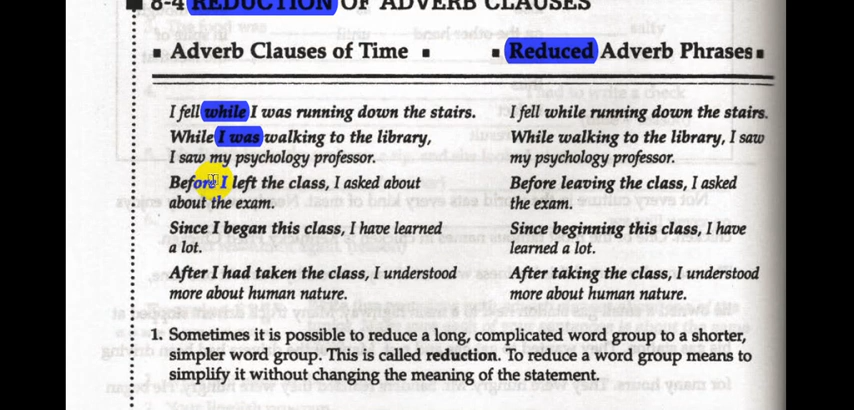 8-4 REDUCTION OF ADVERB CLAUSES
▪ Adverb Clauses of Time ▪
▪ Reduced Adverb Phrases ▪
I fell while I was running down the stairs.
While I was walking to the library,
I saw my psychology professor.
Before I left the class, I asked about
about the exam.
Since I began this class, I have learned
a lot.
After I had taken the class, I understood
more about human nature.
I fell while running down the stairs.
While walking to the library, I saw
my psychology professor.
Before leaving the class, I asked
the exam.
Since beginning this class, I have
learned a lot.
After taking the class, I understood
more about human nature.
1. Sometimes it is possible to reduce a long, complicated word group to a shorter,
simpler word group. This is called reduction. To reduce a word group means to
simplify it without changing the meaning of the statement.